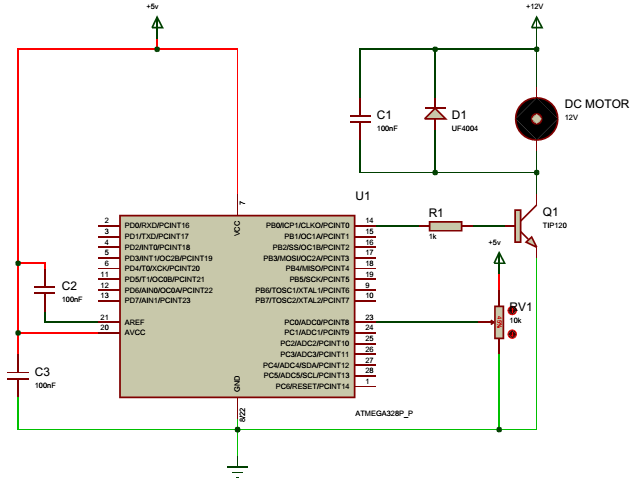 +5v
+12V
C1
100nF
D1
UF4004
DC MOTOR
12V
U1
7
VCC
2 PD0/RXD/PCINT16
3 PD1/TXD/PCINT17
4 PD2/INT0/PCINT18
5 PD3/INT1/OC2B/PCINT19
6 PD4/T0/XCK/PCINT20
11 PD5/T1/OC0B/PCINT21
12 PD6/AIN0/OC0A/PCINT22
13 PD7/AIN1/PCINT23
21 AREF
20 AVCC
PB0/ICP1/CLKO/PCINT0 14
PB1/OC1A/PCINT1 15
PB2/SS/OC1B/PCINT2 16
PB3/MOSI/OC2A/PCINT3 17
PB4/MISO/PCINT4 18
PB5/SCK/PCINT5 19
PB6/TOSC1/XTAL1/PCINT6 9
PB7/TOSC2/XTAL2/PCINT7 10
PC0/ADC0/PCINT8 23
PC1/ADC1/PCINT9 24
PC2/ADC2/PCINT10 25
PC3/ADC3/PCINT11 26
PC4/ADC4/SDA/PCINT12 27
PC5/ADC5/SCL/PCINT13 28
PC6/RESET/PCINT14 1
GND
8/22
ATMEGA328P_P
R1
1k
Q1
TIP120
+5v
RV1
10k
C2
100nF
C3
100nF